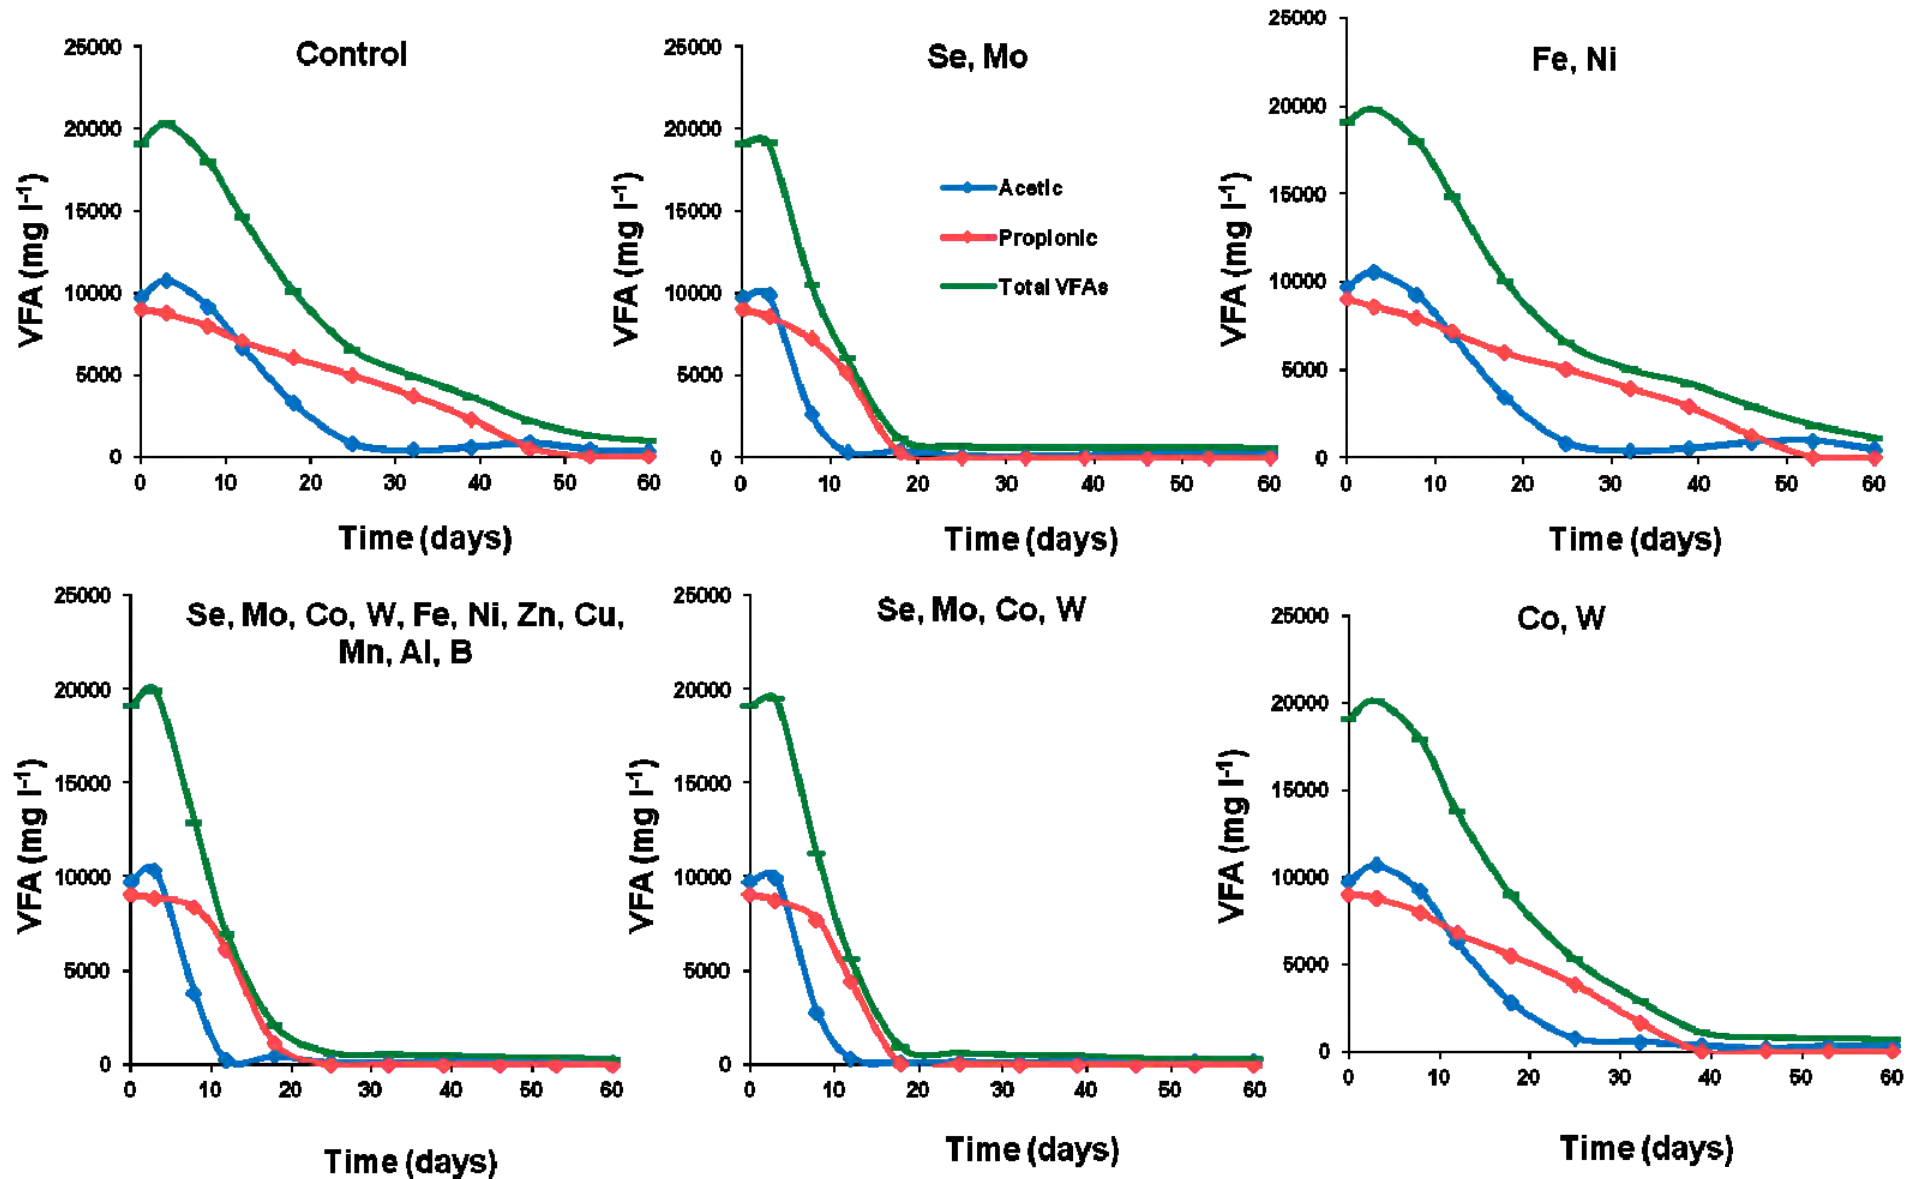 Control
25000
20000
15000
10000
5000
0
VFA (mg l-1)
0 10 20 30 40 50 60
Time (days)
Se, Mo
25000
20000
15000
10000
5000
0
VFA (mg l-1)
Acetic
Propionic
Total VFAs
0 10 20 30 40 50 60
Time (days)
Fe, Ni
25000
20000
15000
10000
5000
0
VFA (mg l-1)
0 10 20 30 40 50 60
Time (days)
Se, Mo, Co, W, Fe, Ni, Zn, Cu,
Mn, Al, B
25000
20000
15000
10000
5000
0
VFA (mg l-1)
0 10 20 30 40 50 60
Time (days)
Se, Mo, Co, W
25000
20000
15000
10000
5000
0
VFA (mg l-1)
0 10 20 30 40 50 60
Time (days)
Co, W
25000
20000
15000
10000
5000
0
VFA (mg l-1)
0 10 20 30 40 50 60
Time (days)